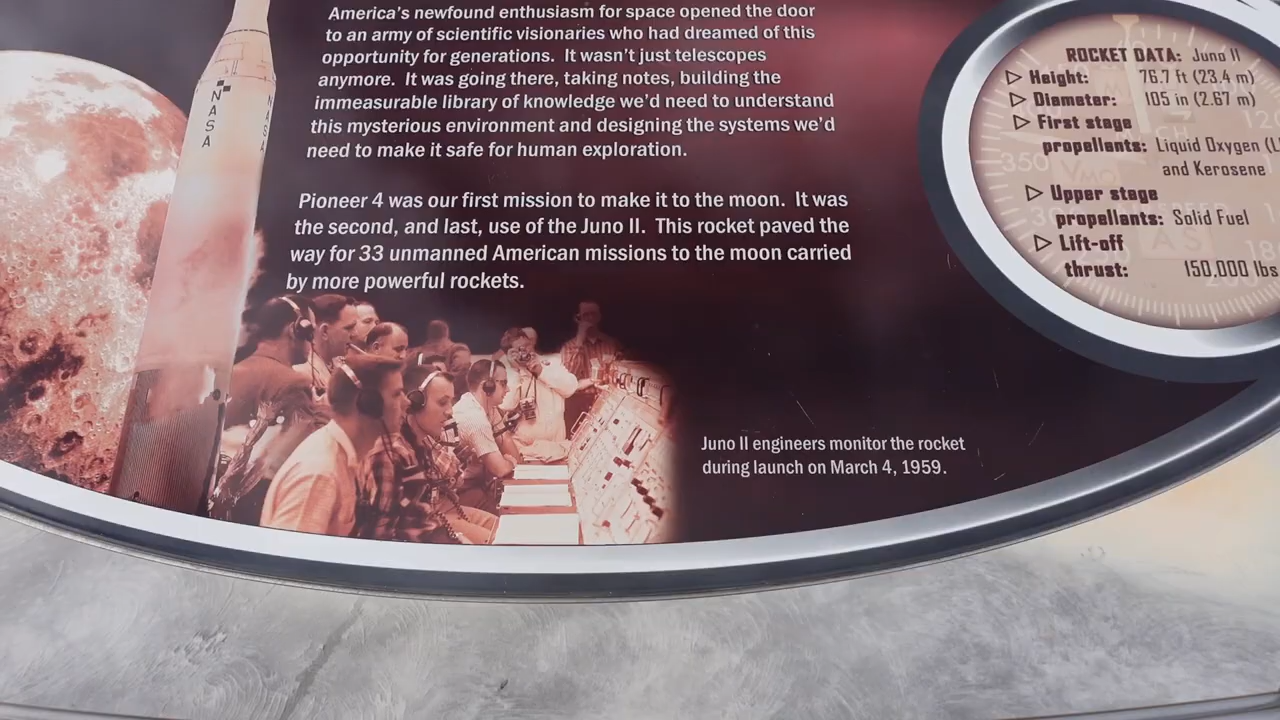 America's newfound enthusiasm for space opened the door
to an army of scientific visionaries who had dreamed of this
opportunity for generations. It wasn't just telescopes
anymore. It was going there, taking notes, building the
immeasurable library of knowledge we'd need to understand
this mysterious environment and designing the systems we'd
need to make it safe for human exploration.
Pioneer 4 was our first mission to make it to the moon. It was
the second, and last, use of the Juno II. This rocket paved the
way for 33 unmanned American missions to the moon carried
by more powerful rockets.
Juno II engineers monitor the rocket
during launch on March 4, 1959.
ROCKET DATA: Juno II
Height: 76.7 ft (23.4 m)
Diameter: 105 in (2.67 m)
First stage
propellants: Liquid Oxygen (L
and Kerosene
Upper stage
propellants: Solid Fuel
Lift-off
thrust: 150,000 lbs
NASA
NASA
350